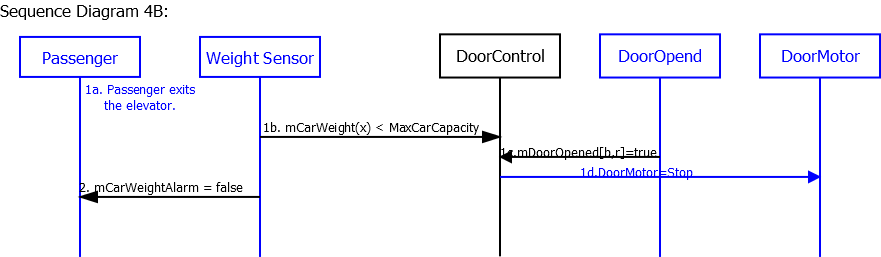 Sequence Diagram 4B:
Passenger
Weight Sensor
DoorControl
DoorOpend
DoorMotor
1a. Passenger exits
the elevator.
1b. mCarWeight(x) < MaxCarCapacity
1c.mDoorOpened[b,r]=true
1d.DoorMotor=Stop
2. mCarWeightAlarm = false